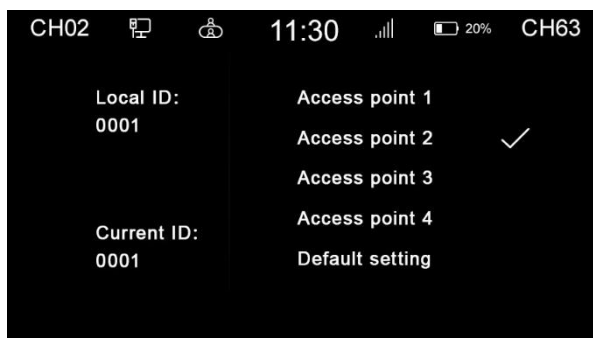 CH02 11:30 20% CH63
Local ID:
0001
Current ID:
0001
Access point 1
Access point 2
Access point 3
Access point 4
Default setting